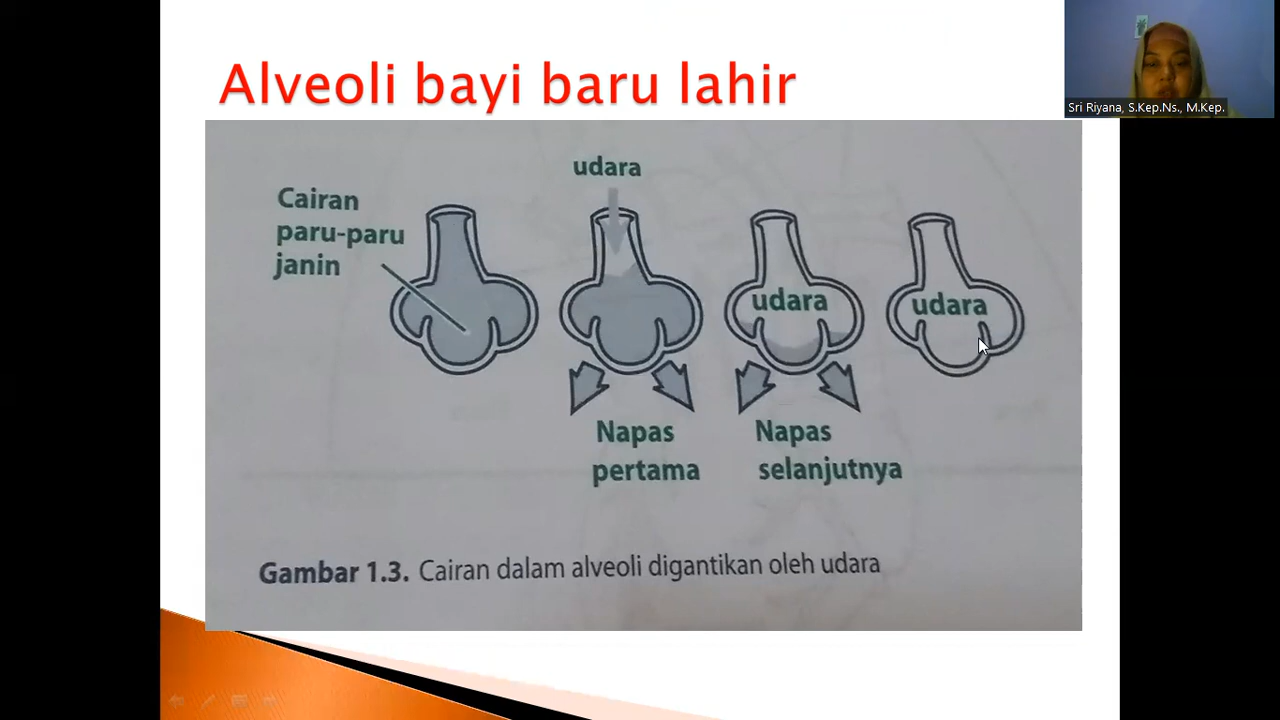 Alveoli bayi baru lahir
Sri Riyana, S.Kep.Ns., M.Kep.
udara
Cairan
paru-paru
janin
udara
udara
Napas
pertama
Napas
selanjutnya
Gambar 1.3. Cairan dalam alveoli digantikan oleh udara